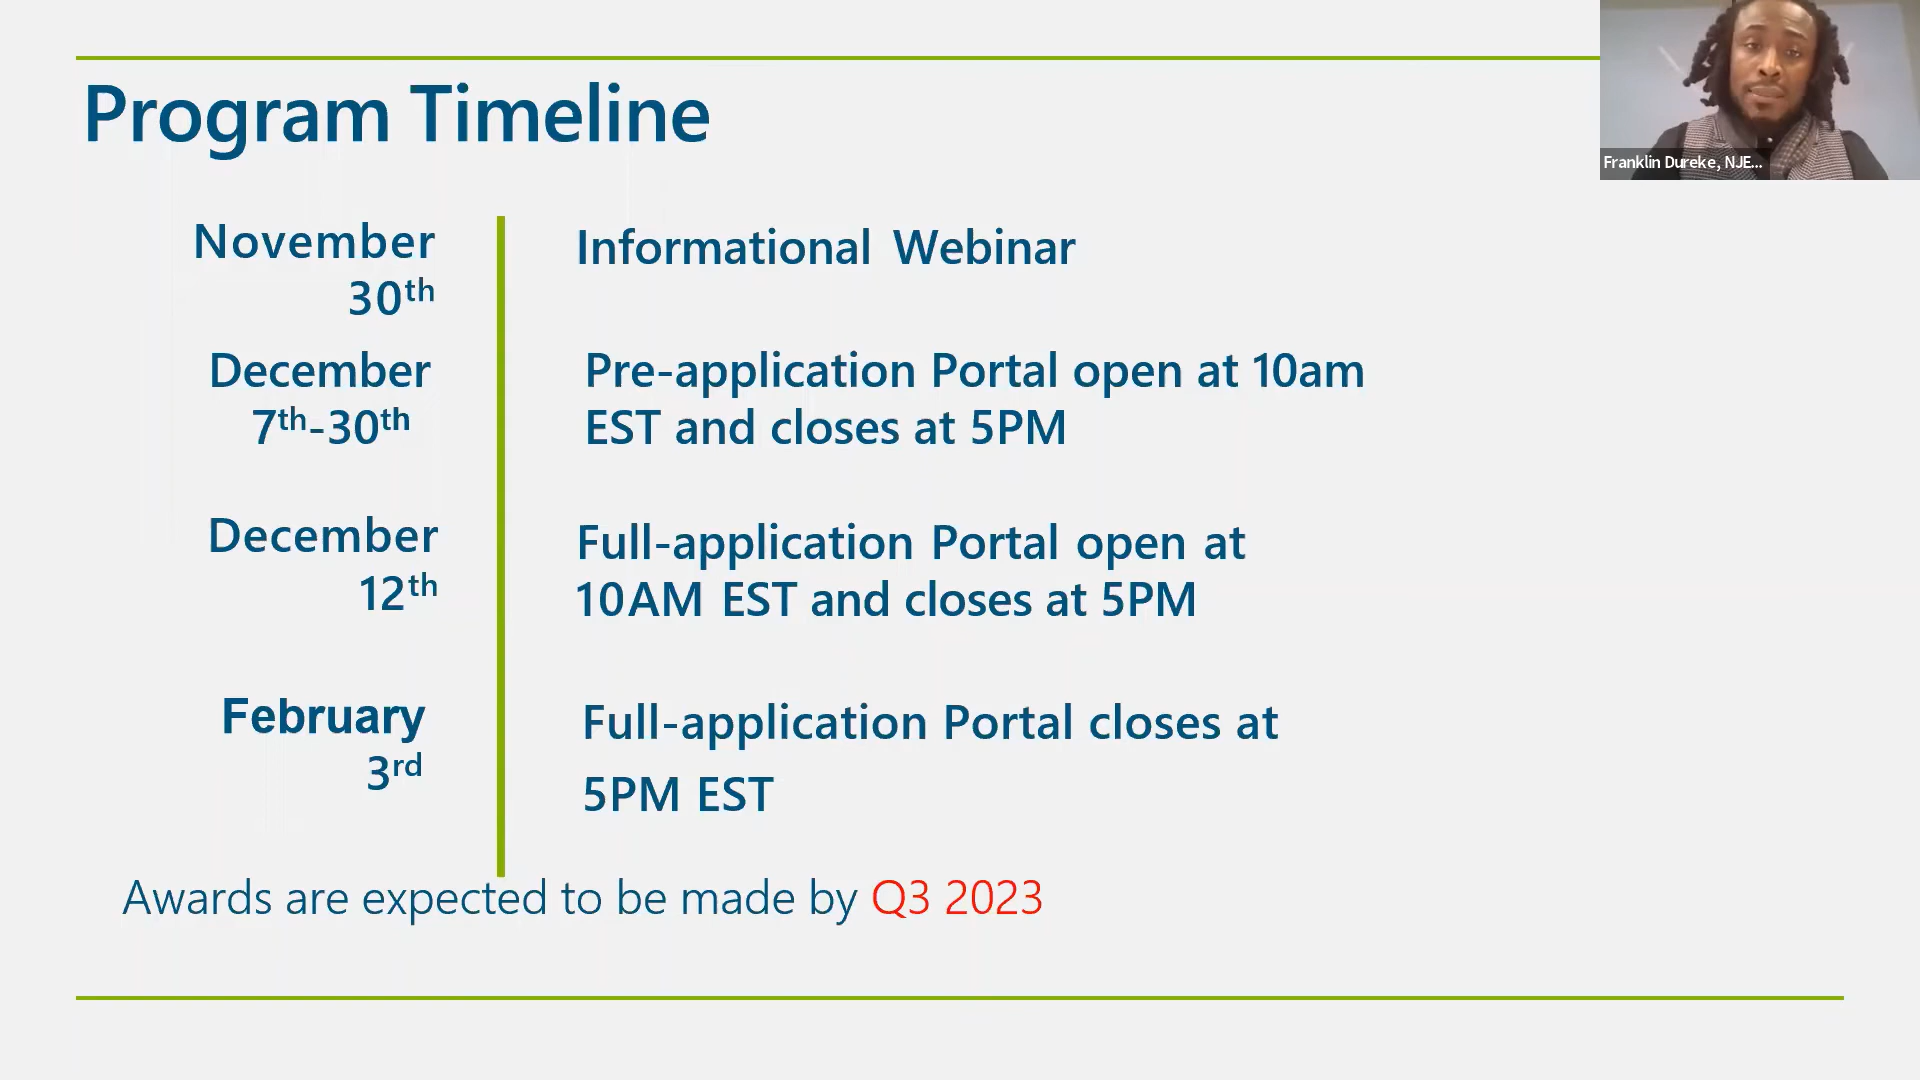 Program Timeline
Franklin Dureke, NJE...
November
30th
Informational Webinar
December
7th-30th
Pre-application Portal open at 10am
EST and closes at 5PM
December
12th
Full-application Portal open at
10AM EST and closes at 5PM
February
3rd
Full-application Portal closes at
5PM EST
Awards are expected to be made by Q3 2023